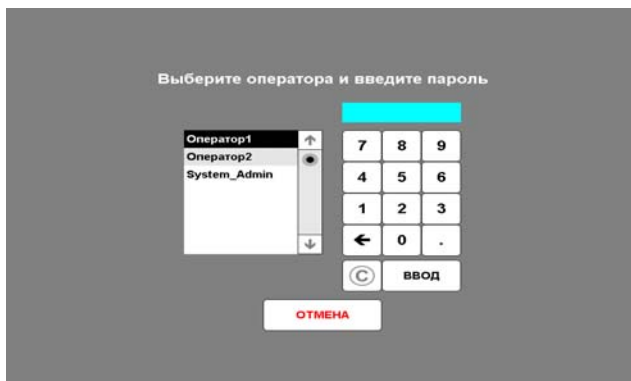 Выберите оператора и введите пароль
Оператор1
Оператор2
System_Admin
7 8 9
4 5 6
1 2 3
← 0 .
C ВВОД
ОТМЕНА